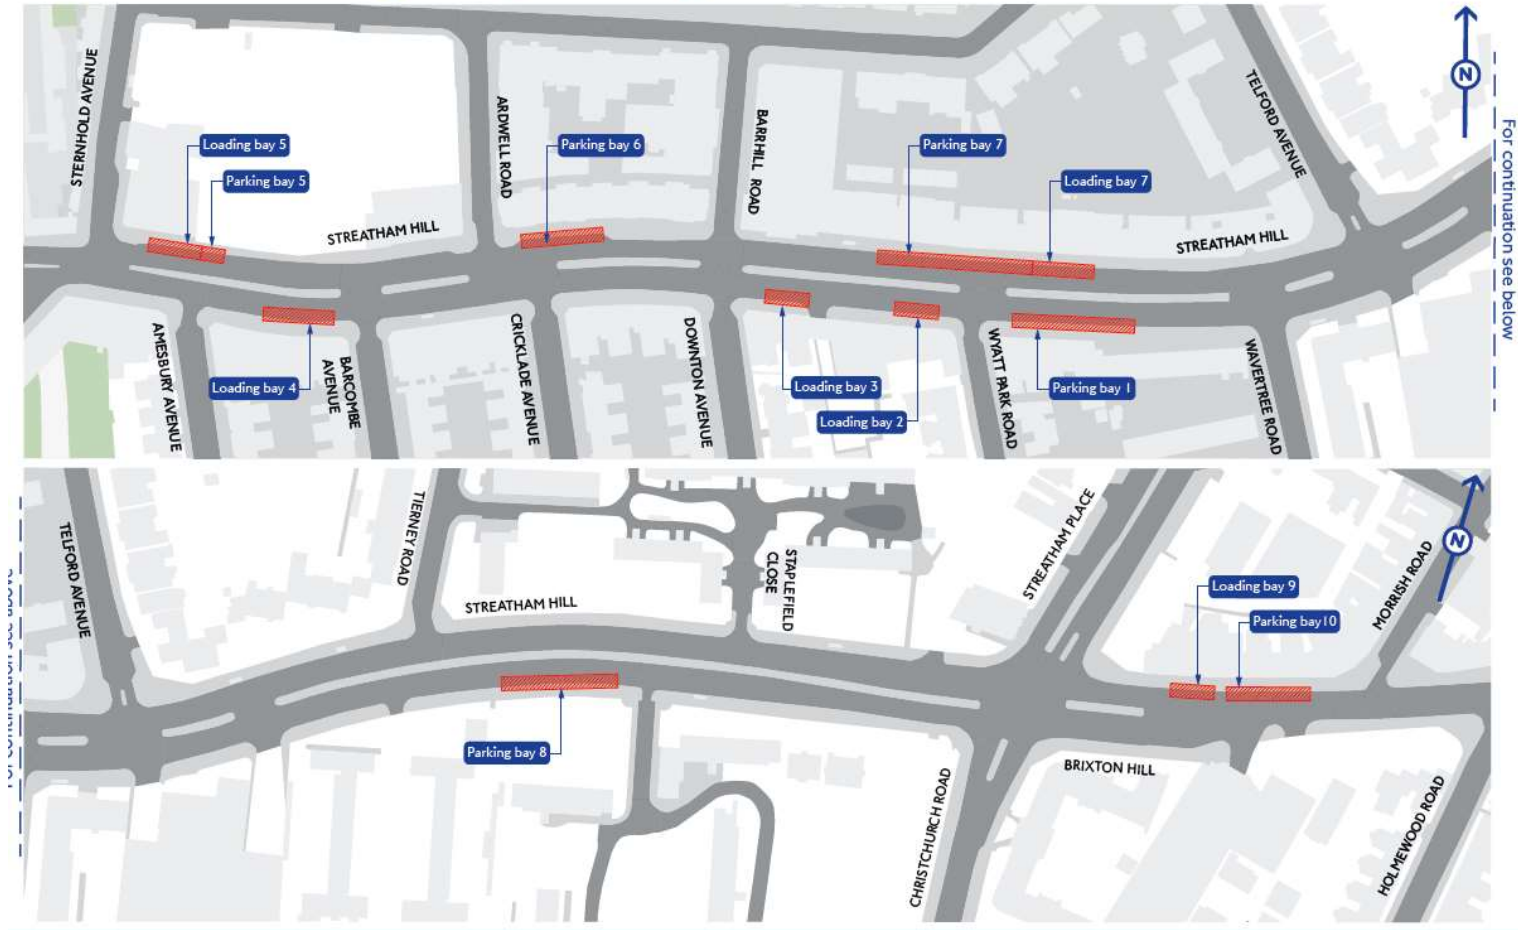 STERNHOLD AVENUE
Loading bay 5
Parking bay 5
STREATHAM HILL
ARDWELL ROAD
Parking bay 6
BARRHILL ROAD
Parking bay 7
Loading bay 7
TELFORD AVENUE
STREATHAM HILL
N
For continuation see below
AMESBURY AVENUE
Loading bay 4
BARCOMBE
AVENUE
CRICKLADE AVENUE
DOWNTON AVENUE
Loading bay 3
Loading bay 2
WYATT PARK ROAD
Parking bay 1
WAVERTREE ROAD
For continuation see above
TELFORD AVENUE
TIERNEY ROAD
STREATHAM HILL
STAPLEFIELD
CLOSE
STREATHAM PLACE
Loading bay 9
Parking bay10
MORRISH ROAD
N
Parking bay 8
CHRISTCHURCH ROAD
BRIXTON HILL
HOLMEWOOD ROAD